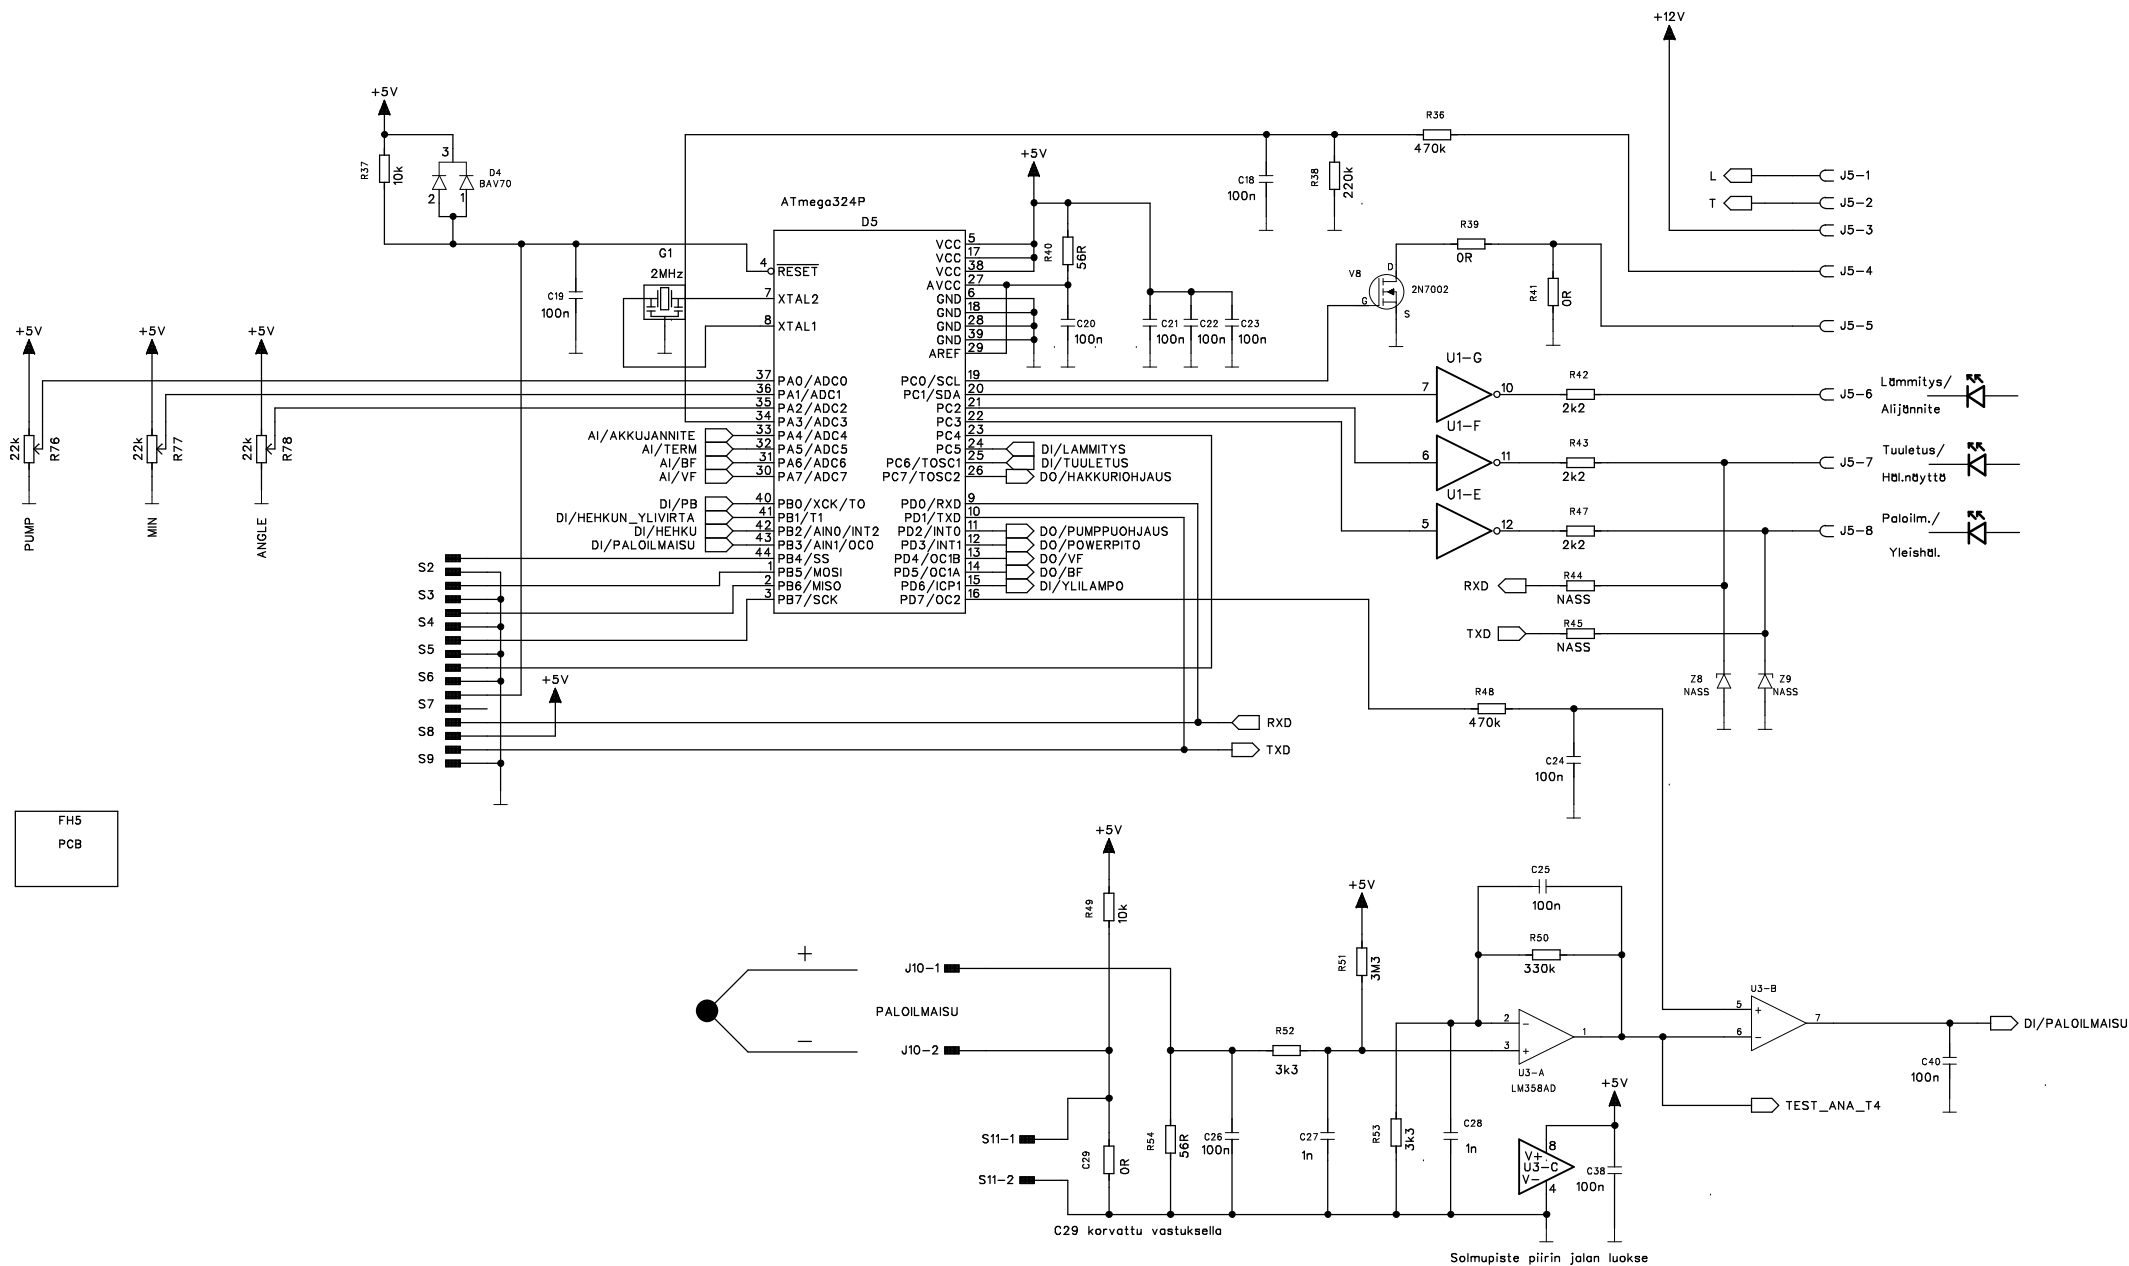 +12V
+5V
R37
10k
3
D4
BAV70
2
1
R36
470k
+5V
C18
100n
R38
220k
L
J5-1
T
J5-2
J5-3
J5-4
J5-5
ATmega324P
D5
G1
2MHz
C19
100n
4
RESET
7
XTAL2
8
XTAL1
5
VCC
17
VCC
38
VCC
27
AVCC
6
GND
18
GND
28
GND
39
GND
29
AREF
R40
56R
C20
100n
C21
100n
C22
100n
C23
100n
V8
D
G
S
2N7002
R39
0R
R41
0R
+5V
+5V
+5V
22k
R76
PUMP
22k
R77
MIN
22k
R78
ANGLE
37
PA0/ADC0
36
PA1/ADC1
35
PA2/ADC2
34
PA3/ADC3
AI/AKKUJANNITE
33
PA4/ADC4
AI/TERM
32
PA5/ADC5
AI/BF
31
PA6/ADC6
AI/VF
30
PA7/ADC7
DI/PB
40
PB0/XCK/TO
DI/HEHKUN_YLIVIRTA
41
PB1/T1
DI/HEHKU
42
PB2/AIN0/INT2
DI/PALOILMAISU
43
PB3/AIN1/OC0
44
PB4/SS
1
PB5/MOSI
2
PB6/MISO
3
PB7/SCK
PC0/SCL
19
PC1/SDA
20
PC2
21
PC3
22
PC4
23
PC5
24
DI/LAMMITYS
PC6/TOSC1
25
DI/TUULETUS
PC7/TOSC2
26
DO/HAKKURIOHJAUS
PD0/RXD
9
PD1/TXD
10
PD2/INT0
11
DO/PUMPPUOHJAUS
PD3/INT1
12
DO/POWERPITO
PD4/OC1B
13
DO/VF
PD5/OC1A
14
DO/BF
PD6/ICP1
15
DI/YLILAMPO
PD7/OC2
16
U1-G
7
10
R42
2k2
J5-6
Lämmitys/
Alijännite
U1-F
6
11
R43
2k2
J5-7
Tuuletus/
Häl.näyttö
U1-E
5
12
R47
2k2
J5-8
Paloilm./
Yleishäl.
RXD
R44
NASS
TXD
R45
NASS
Z8
NASS
Z9
NASS
S2
S3
S4
S5
S6
S7
S8
S9
+5V
RXD
TXD
R48
470k
C24
100n
FH5
PCB
+5V
R49
10k
+
J10-1
PALOILMAISU
−
J10-2
S11-1
S11-2
C29
0R
R54
56R
C26
100n
R52
3k3
C27
1n
+5V
R51
3M3
R53
3k3
C28
1n
C25
100n
R50
330k
2
−
3
+
1
U3-A
LM358AD
U3-B
5
+
6
−
7
DI/PALOILMAISU
C40
100n
TEST_ANA_T4
+5V
8
V+
U3-C
V-
4
C38
100n
C29 korvattu vastuksella
Solmupiste piirin jalan luokse